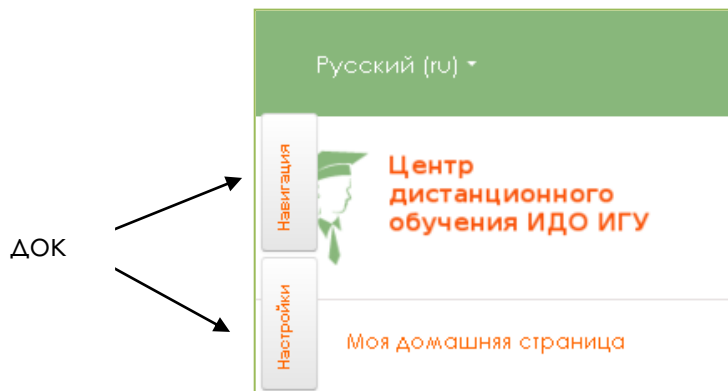 Русский (ru)
Навигация
Центр
дистанционного
обучения ИДО ИГУ
ДОК
Настройки
Моя домашняя страница